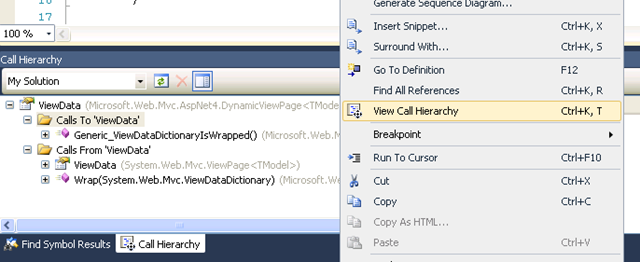 16
17
100 %
Call Hierarchy
My Solution
ViewData (Microsoft.Web.Mvc.AspNet4.DynamicViewPage<TModel
Calls To 'ViewData'
Generic_ViewDataDictionaryIsWrapped() (Microsoft.Web.M
Calls From 'ViewData'
ViewData (System.Web.Mvc.ViewPage<TModel>)
Wrap(System.Web.Mvc.ViewDataDictionary) (Microsoft.We
Find Symbol Results
Call Hierarchy
Generate Sequence Diagram...
Insert Snippet... Ctrl+K, X
Surround With... Ctrl+K, S
Go To Definition F12
Find All References Ctrl+K, R
View Call Hierarchy Ctrl+K, T
Breakpoint
Run To Cursor Ctrl+F10
Cut Ctrl+X
Copy Ctrl+C
Copy As HTML...
Paste Ctrl+V